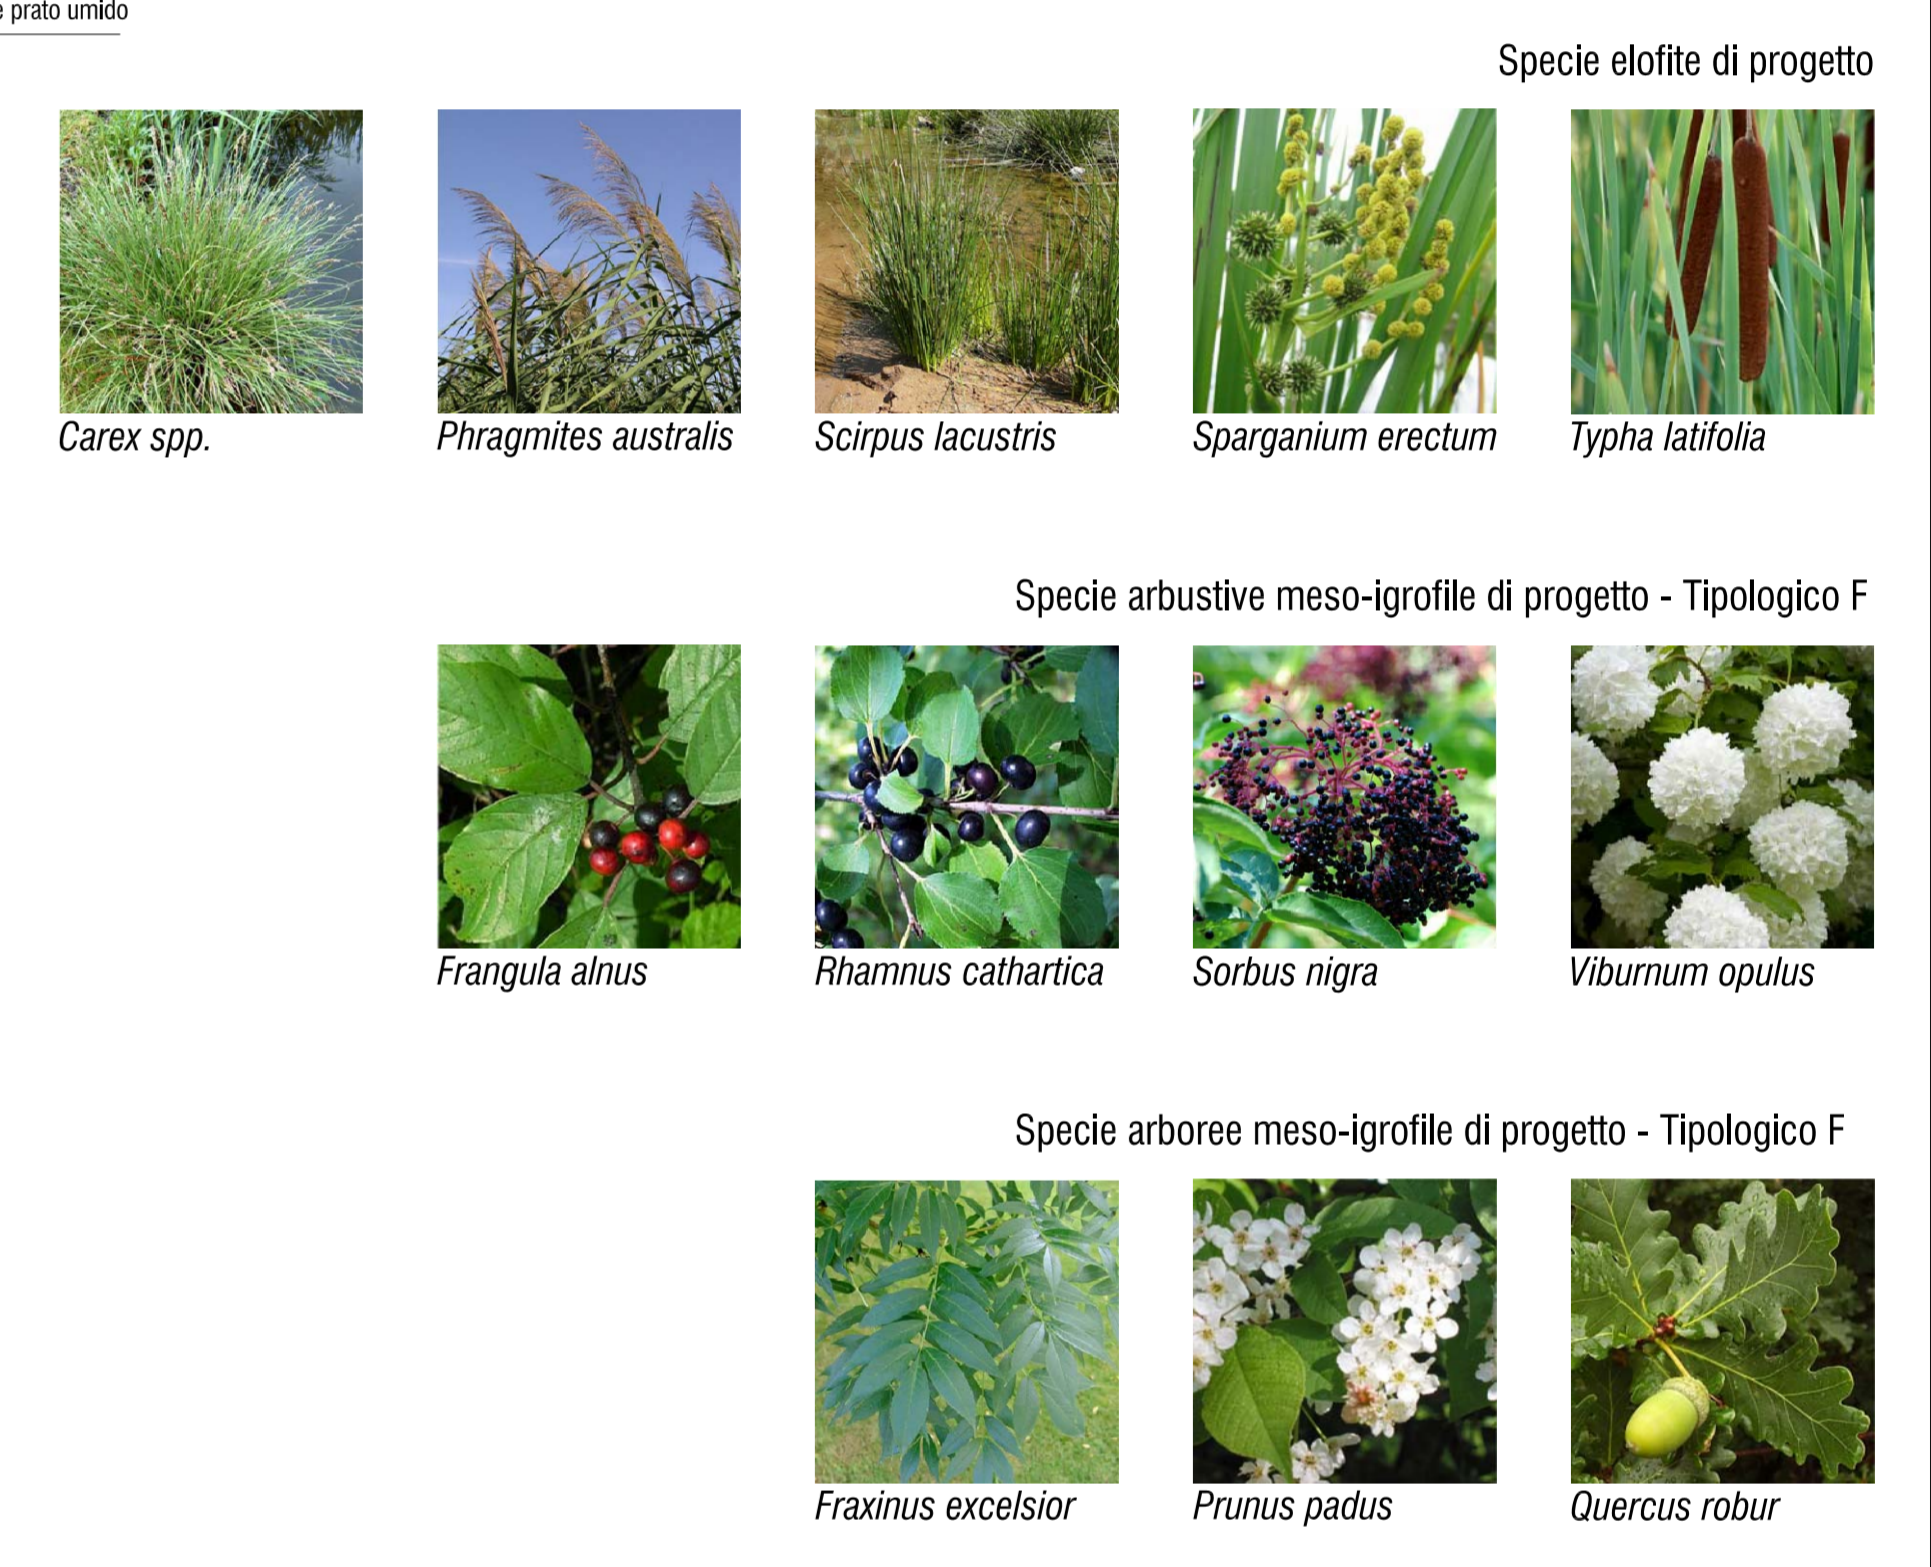 e prato umido
Specie elofite di progetto
Carex spp.
Phragmites australis
Scirpus lacustris
Sparganium erectum
Typha latifolia
Specie arbustive meso-igrofile di progetto - Tipologico F
Frangula alnus
Rhamnus cathartica
Sorbus nigra
Viburnum opulus
Specie arboree meso-igrofile di progetto - Tipologico F
Fraxinus excelsior
Prunus padus
Quercus robur